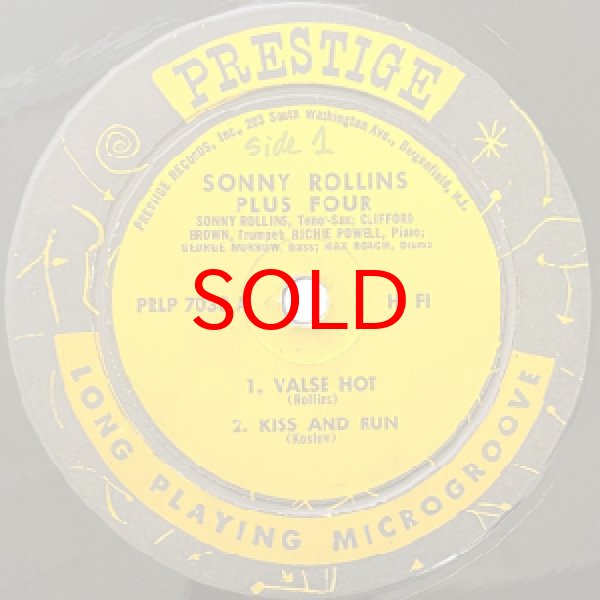 PRESTIGE
PRESTIGE RECORDS, Inc., 203 South Washington Ave., Bergenfield, N.J.
side 1
SONNY ROLLINS
PLUS FOUR
SONNY ROLLINS, Tenor Sax; CLIFFORD
BROWN, Trumpet; RICHIE POWELL, Piano;
GEORGE MORROW, Bass; MAX ROACH, Drums
PRLP HI FI
SOLD
1. VALSE HOT
(Rollins)
2. KISS AND RUN
(Koslow)
LONG PLAYING MICROGROOVE